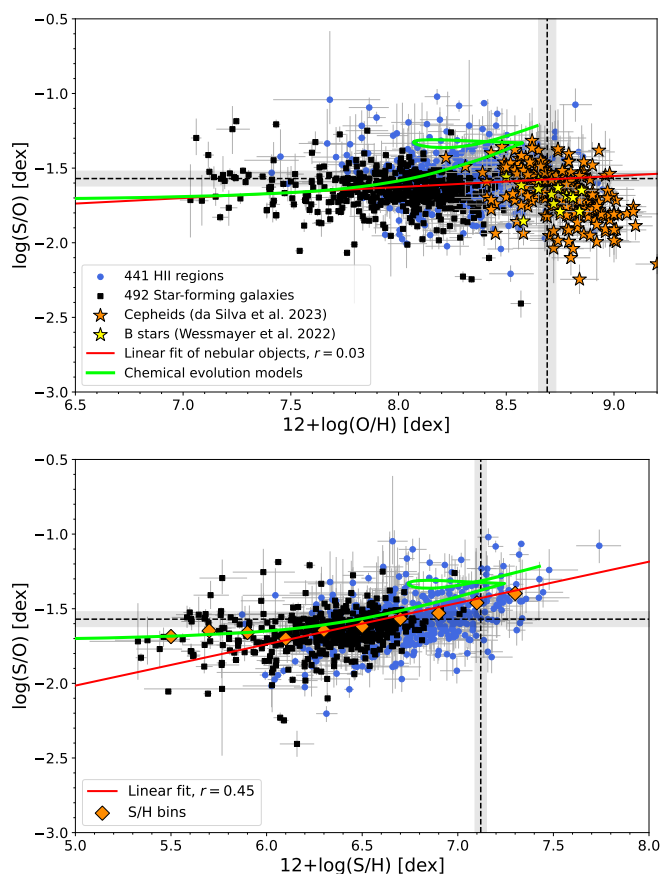 −0.5
−1.0
−1.5
−2.0
−2.5
−3.0
log(S/O) [dex]
441 HII regions
492 Star-forming galaxies
Cepheids (da Silva et al. 2023)
B stars (Wessmayer et al. 2022)
Linear fit of nebular objects, r = 0.03
Chemical evolution models
6.5 7.0 7.5 8.0 8.5 9.0
12+log(O/H) [dex]
−0.5
−1.0
−1.5
−2.0
−2.5
−3.0
log(S/O) [dex]
Linear fit, r = 0.45
S/H bins
5.0 5.5 6.0 6.5 7.0 7.5 8.0
12+log(S/H) [dex]